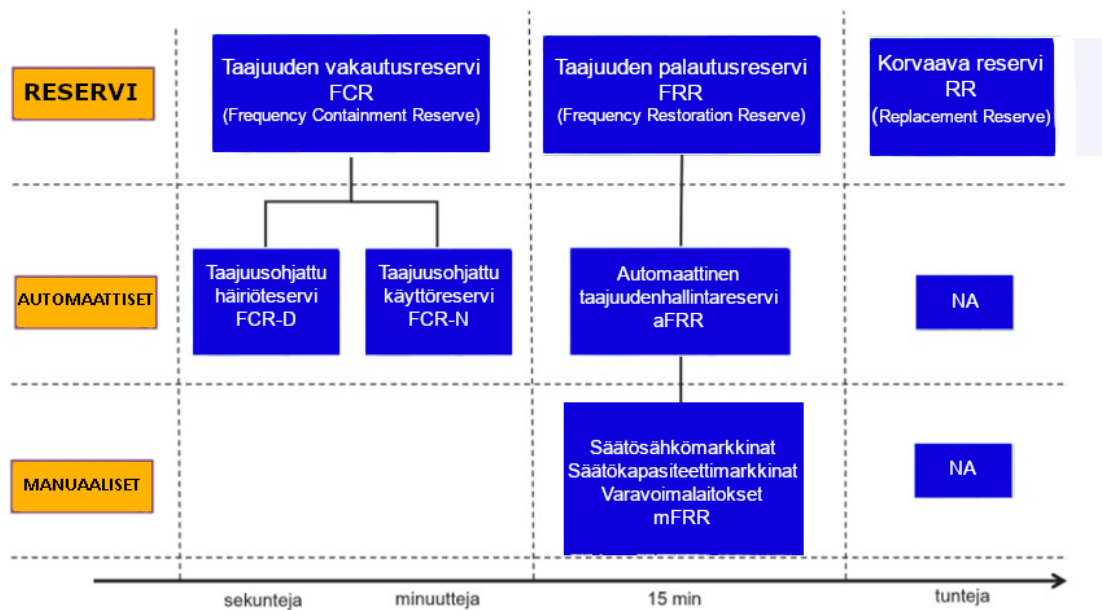 RESERVI
Taajuuden vakautusreservi
FCR
(Frequency Containment Reserve)
Taajuuden palautusreservi
FRR
(Frequency Restoration Reserve)
Korvaava reservi
RR
(Replacement Reserve)
AUTOMAATTISET
Taajuusohjattu
häiriöteservi
FCR-D
Taajuusohjattu
käyttöreservi
FCR-N
Automaattinen
taajuudenhallintareservi
aFRR
NA
MANUAALISET
Säätösähkömarkkinat
Säätökapasiteettimarkkinat
Varavoimalaitokset
mFRR
NA
sekunteja
minuutteja
15 min
tunteja